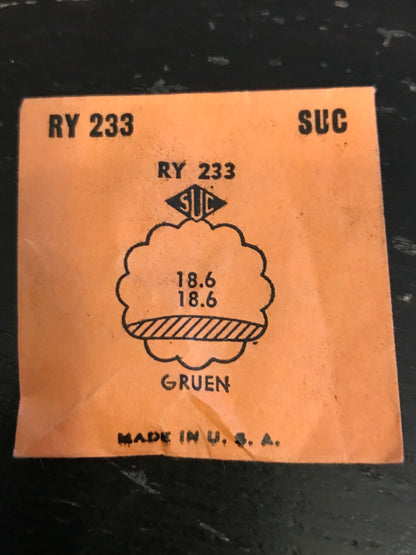 RY 233 SUC
RY 233
SUC
18.6
18.6
GRUEN
MADE IN U. S. A.